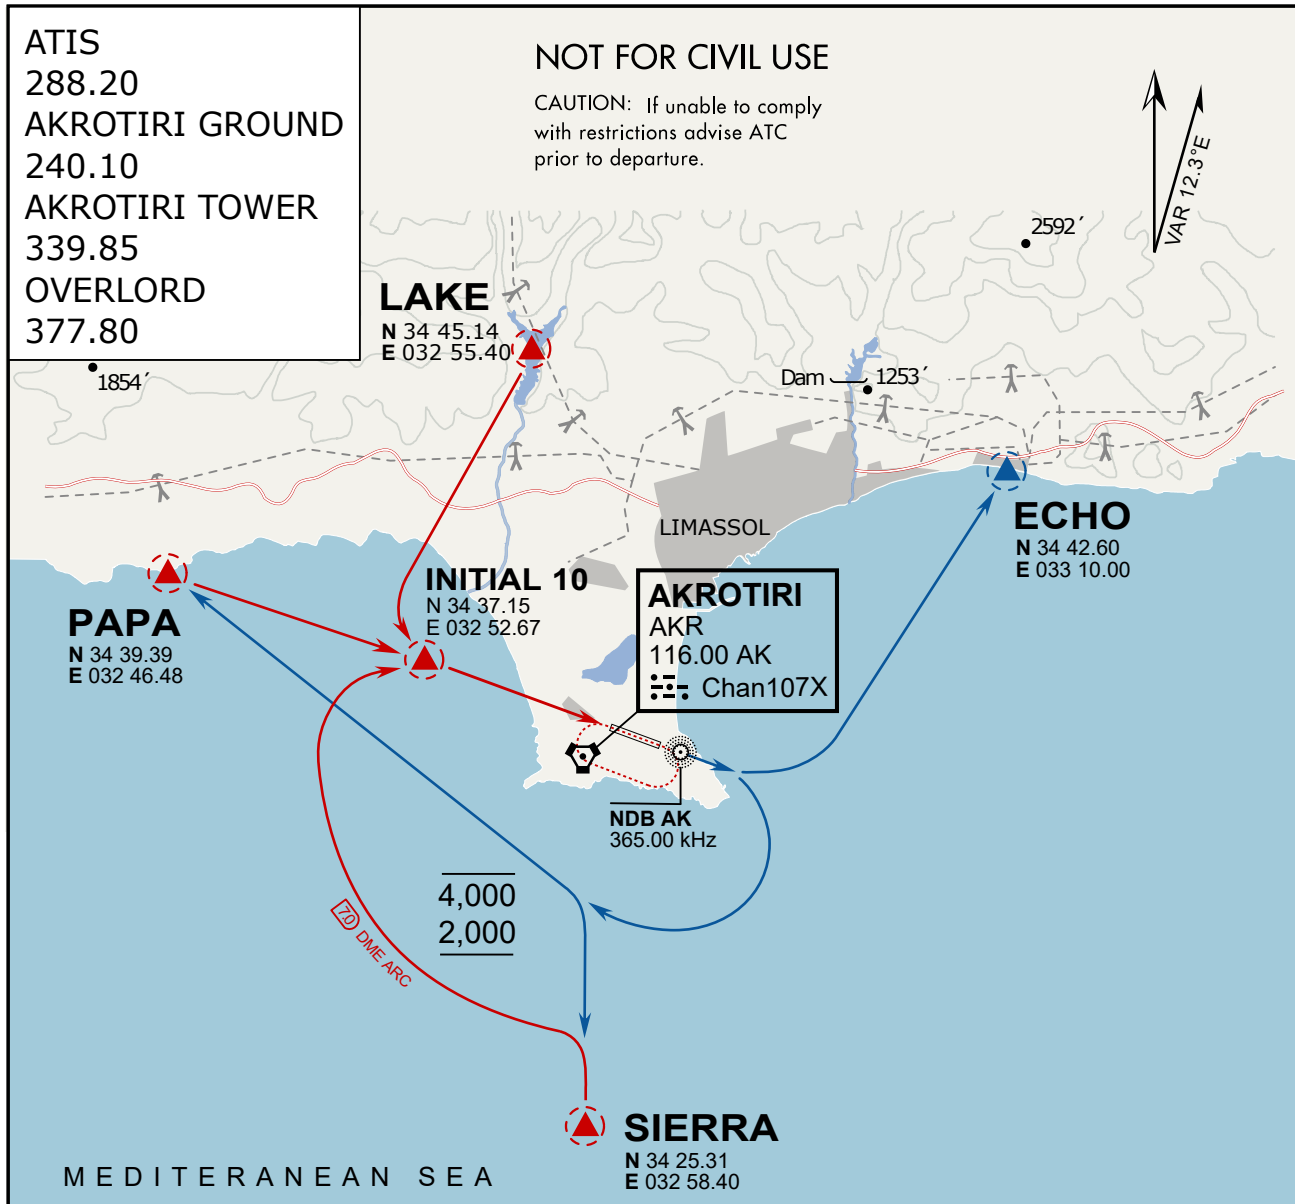 ATIS
288.20
AKROTIRI GROUND
240.10
AKROTIRI TOWER
339.85
OVERLORD
377.80
NOT FOR CIVIL USE
CAUTION: If unable to comply
with restrictions advise ATC
prior to departure.
VAR 12.3°E
2592´
LAKE
N 34 45.14
E 032 55.40
1854´
Dam
1253´
ECHO
N 34 42.60
E 033 10.00
LIMASSOL
INITIAL 10
N 34 37.15
E 032 52.67
PAPA
N 34 39.39
E 032 46.48
AKROTIRI
AKR
116.00 AK
Chan107X
NDB AK
365.00 kHz
4,000
2,000
7.0 DME ARC
SIERRA
N 34 25.31
E 032 58.40
MEDITERANEAN SEA